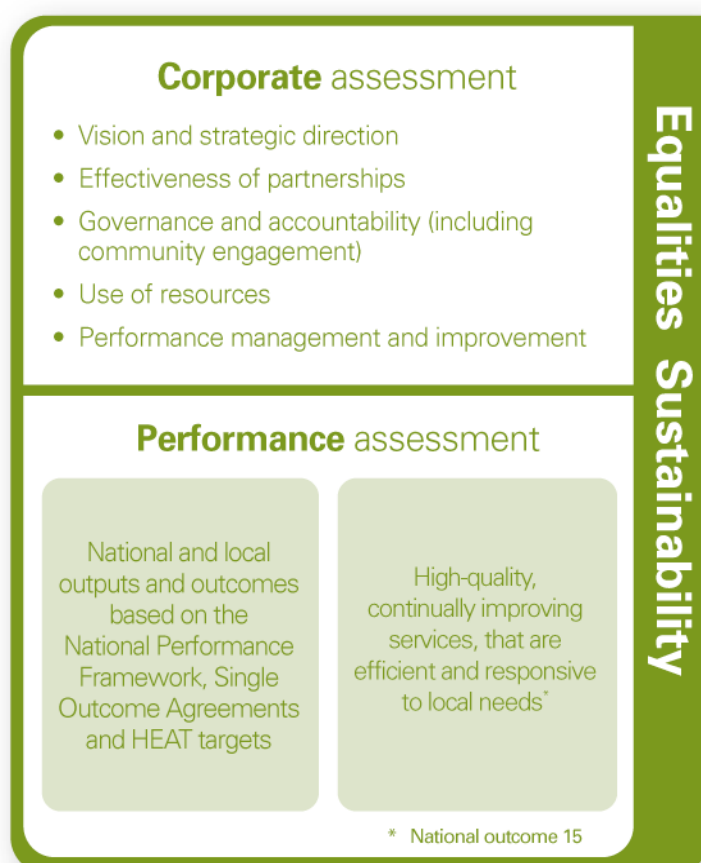 Corporate assessment
• Vision and strategic direction
• Effectiveness of partnerships
• Governance and accountability (including
community engagement)
• Use of resources
• Performance management and improvement
Performance assessment
National and local
outputs and outcomes
based on the
National Performance
Framework, Single
Outcome Agreements
and HEAT targets
High-quality,
continually improving
services, that are
efficient and responsive
to local needs*
* National outcome 15
Equalities Sustainability